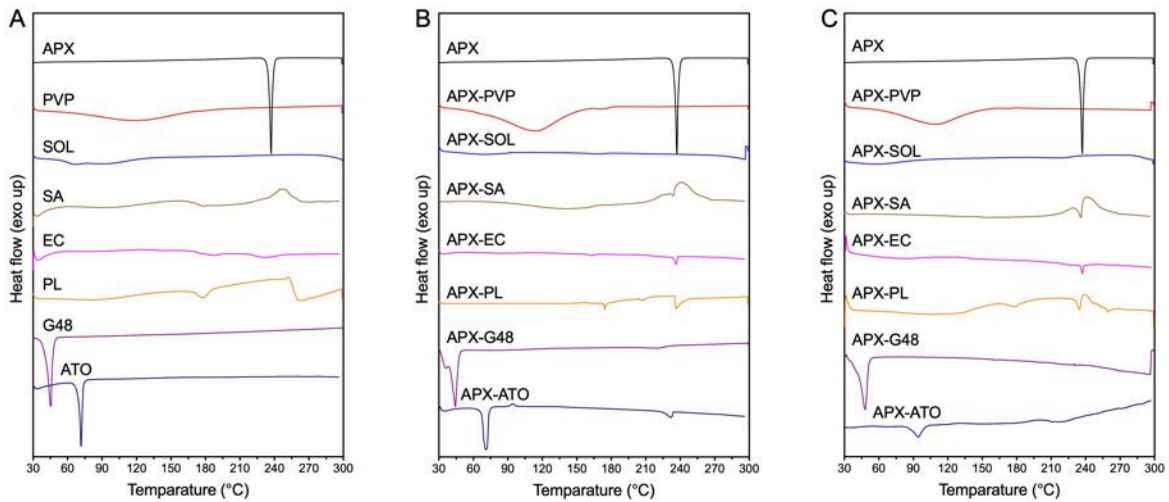 A
APX
PVP
SOL
SA
EC
PL
G48
ATO
Heat flow (exo up)
30 60 90 120 150 180 210 240 270 300
Temparature (°C)
B
APX
APX-PVP
APX-SOL
APX-SA
APX-EC
APX-PL
APX-G48
APX-ATO
Heat flow (exo up)
30 60 90 120 150 180 210 240 270 300
Temparature (°C)
C
APX
APX-PVP
APX-SOL
APX-SA
APX-EC
APX-PL
APX-G48
APX-ATO
Heat flow (exo up)
30 60 90 120 150 180 210 240 270 300
Temparature (°C)